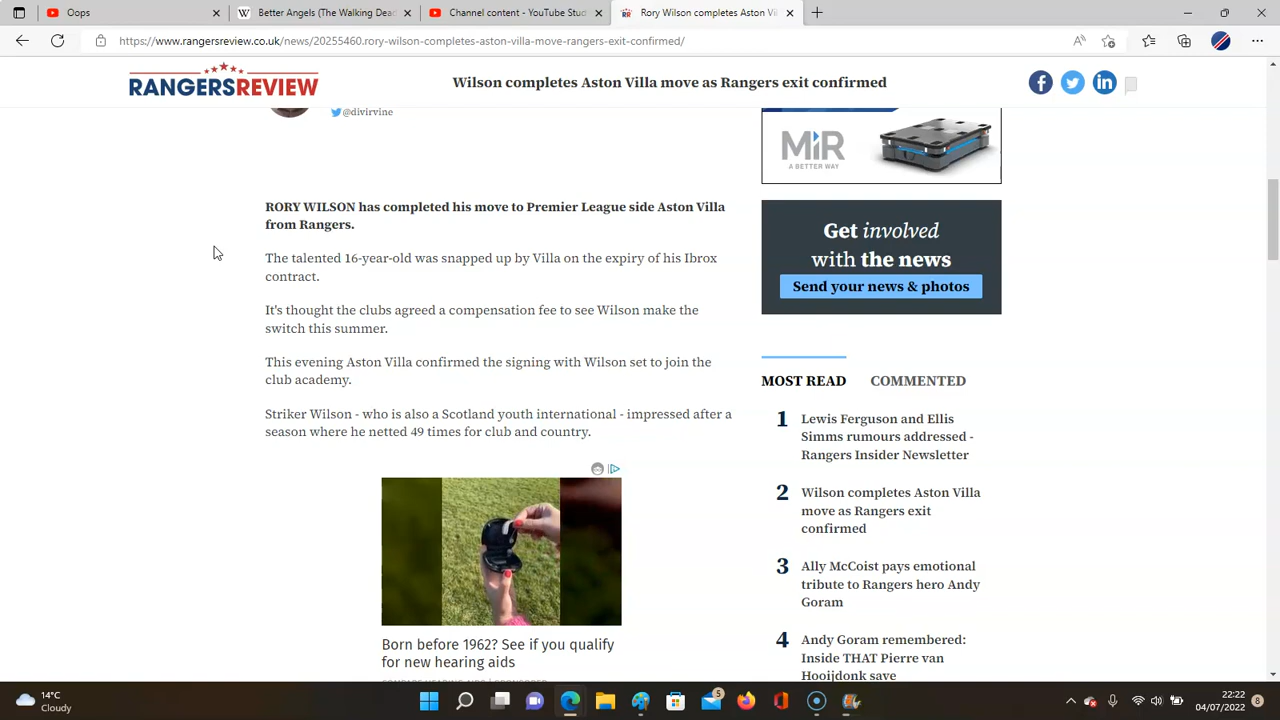 Oops
Better Angels (The Walking Dea
Channel content - YouTube Stud
Rory Wilson completes Aston Vi
https://www.rangersreview.co.uk/news/20255460.rory-wilson-completes-aston-villa-move-rangers-exit-confirmed/
RANGERSREVIEW
Wilson completes Aston Villa move as Rangers exit confirmed
@divirvine
RORY WILSON has completed his move to Premier League side Aston Villa
from Rangers.
The talented 16-year-old was snapped up by Villa on the expiry of his Ibrox
contract.
It's thought the clubs agreed a compensation fee to see Wilson make the
switch this summer.
This evening Aston Villa confirmed the signing with Wilson set to join the
club academy.
Striker Wilson - who is also a Scotland youth international - impressed after a
season where he netted 49 times for club and country.
Born before 1962? See if you qualify
for new hearing aids
MiR
A BETTER WAY
Get involved
with the news
Send your news & photos
MOST READ
COMMENTED
1
Lewis Ferguson and Ellis
Simms rumours addressed -
Rangers Insider Newsletter
2
Wilson completes Aston Villa
move as Rangers exit
confirmed
3
Ally McCoist pays emotional
tribute to Rangers hero Andy
Goram
4
Andy Goram remembered:
Inside THAT Pierre van
Hooijdonk save
14°C
Cloudy
5
22:22
04/07/2022
8